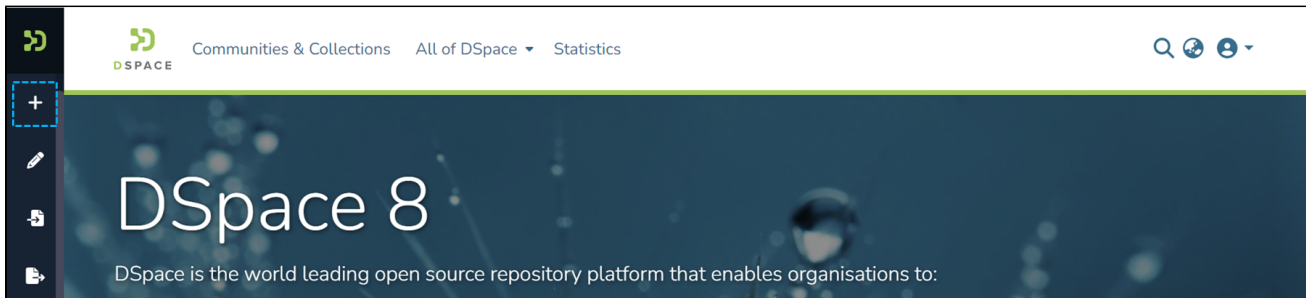 DSPACE
Communities & Collections All of DSpace Statistics
DSpace 8
DSpace is the world leading open source repository platform that enables organisations to: